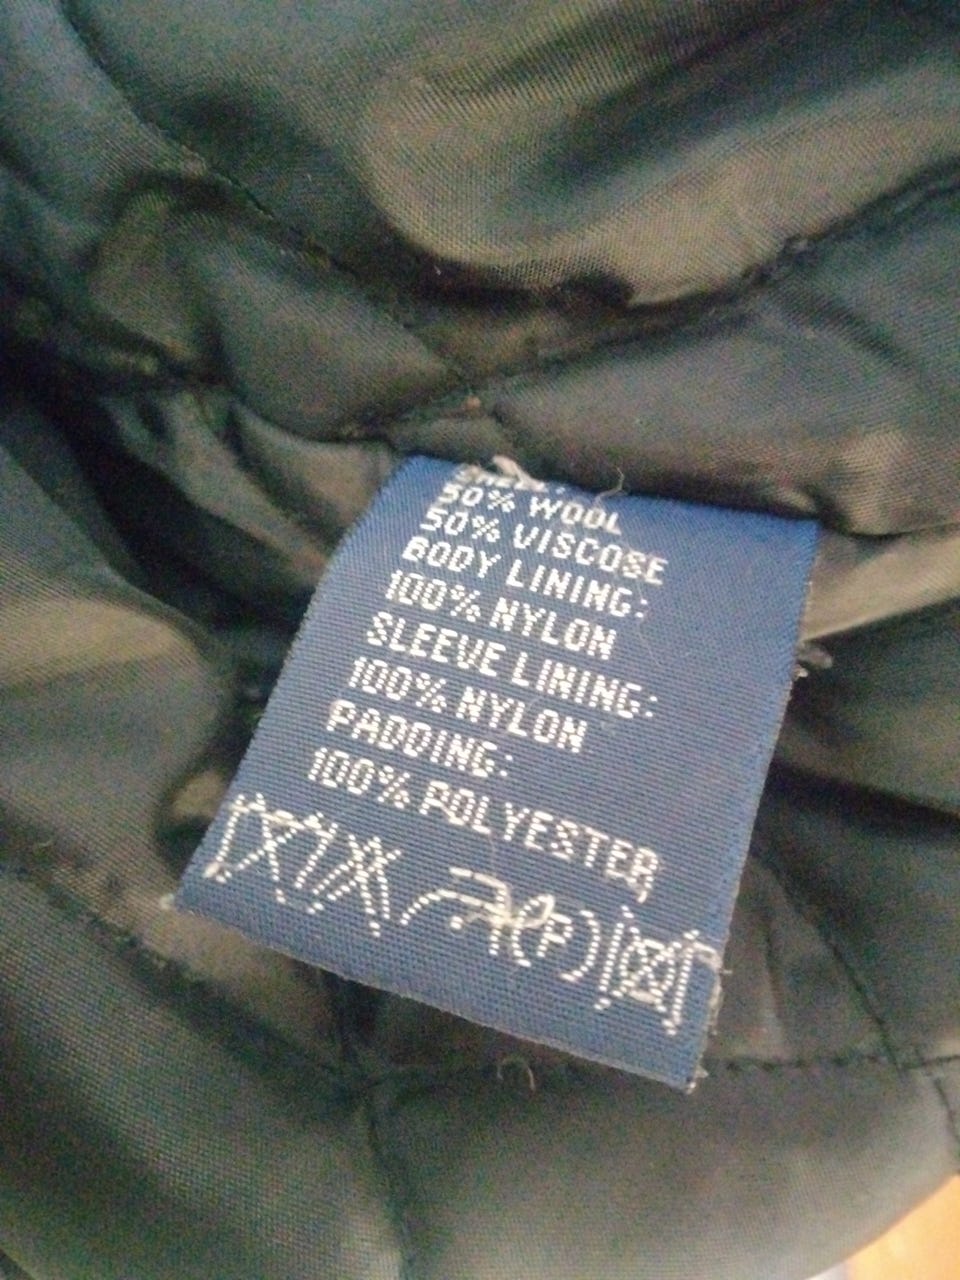 50% WOOL
50% VISCOSE
BODY LINING:
100% NYLON
SLEEVE LINING:
100% NYLON
PADDING:
100% POLYESTER
P